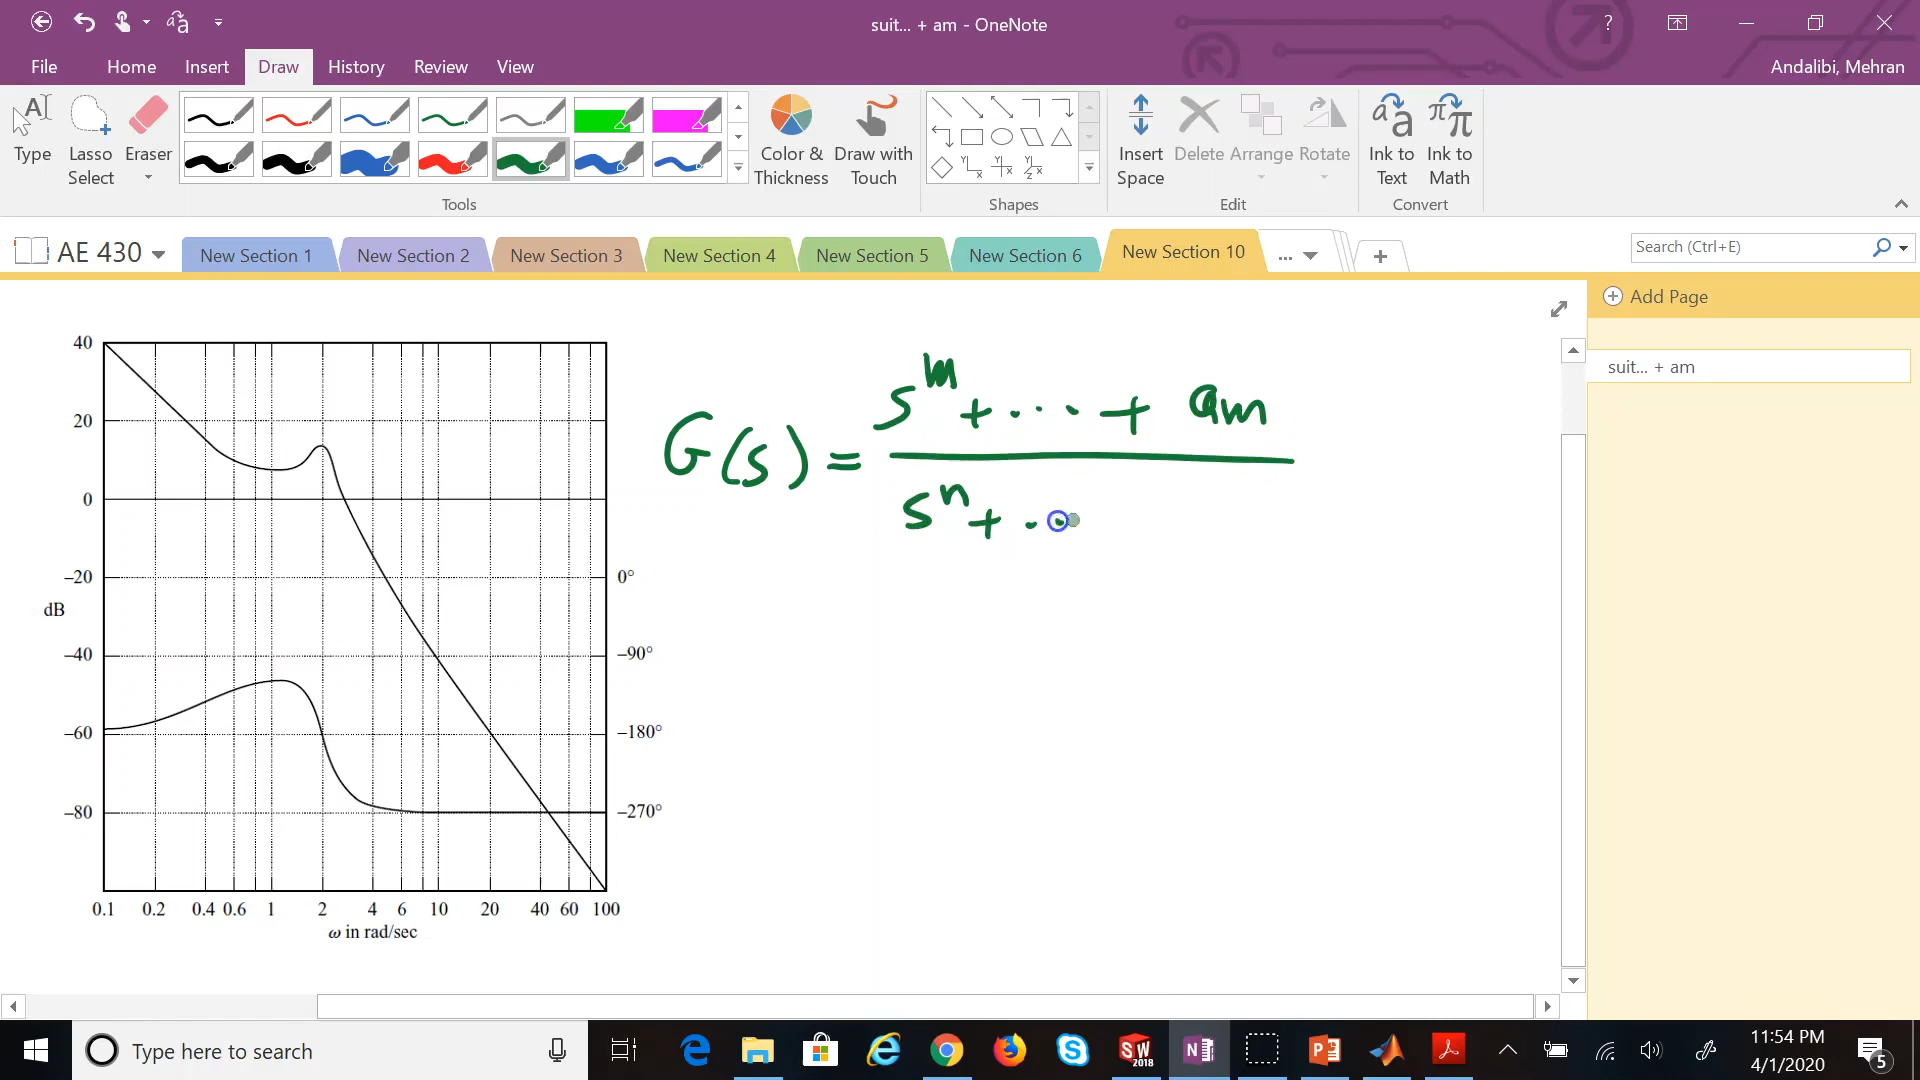 suit... + am - OneNote
?
File Home Insert Draw History Review View
Andalibi, Mehran
Type
Lasso Select
Eraser
Color & Thickness
Draw with Touch
Insert Space
Delete
Arrange
Rotate
Ink to Text
Ink to Math
Tools Shapes Edit Convert
AE 430
New Section 1 New Section 2 New Section 3 New Section 4 New Section 5 New Section 6 New Section 10 ...
Search (Ctrl+E)
Add Page
suit... + am
40
20
0
-20 0°
dB
-40 -90°
-60 -180°
-80 -270°
0.1 0.2 0.4 0.6 1 2 4 6 10 20 40 60 100
ω in rad/sec
s^m + ... + am
G(s) =
s^n + ..
Type here to search
SW 2018
11:54 PM
4/1/2020
5